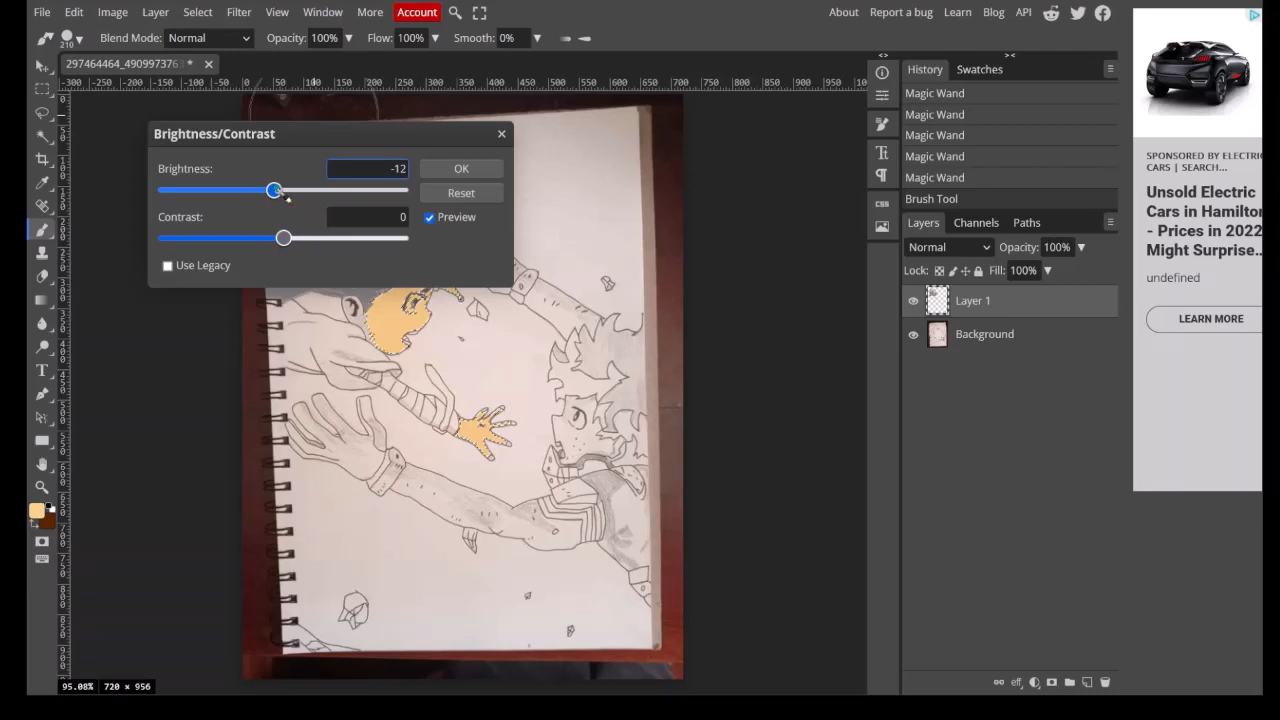 File Edit Image Layer Select Filter View Window More Account About Report a bug Learn Blog API
210 Blend Mode: Normal Opacity: 100% Flow: 100% Smooth: 0%
297464464_4909973763 *
History Swatches
Magic Wand
Magic Wand
Magic Wand
Magic Wand
Magic Wand
Brush Tool
Layers Channels Paths
Normal Opacity: 100%
Lock: Fill: 100%
Layer 1
Background
Brightness/Contrast
Brightness: -12 OK
Reset
Contrast: 0 Preview
Use Legacy
CSS
eff
95.08% 720 × 956
SPONSORED BY ELECTRIC
CARS | SEARCH...
Unsold Electric
Cars in Hamilton
- Prices in 2022
Might Surprise...
undefined
LEARN MORE